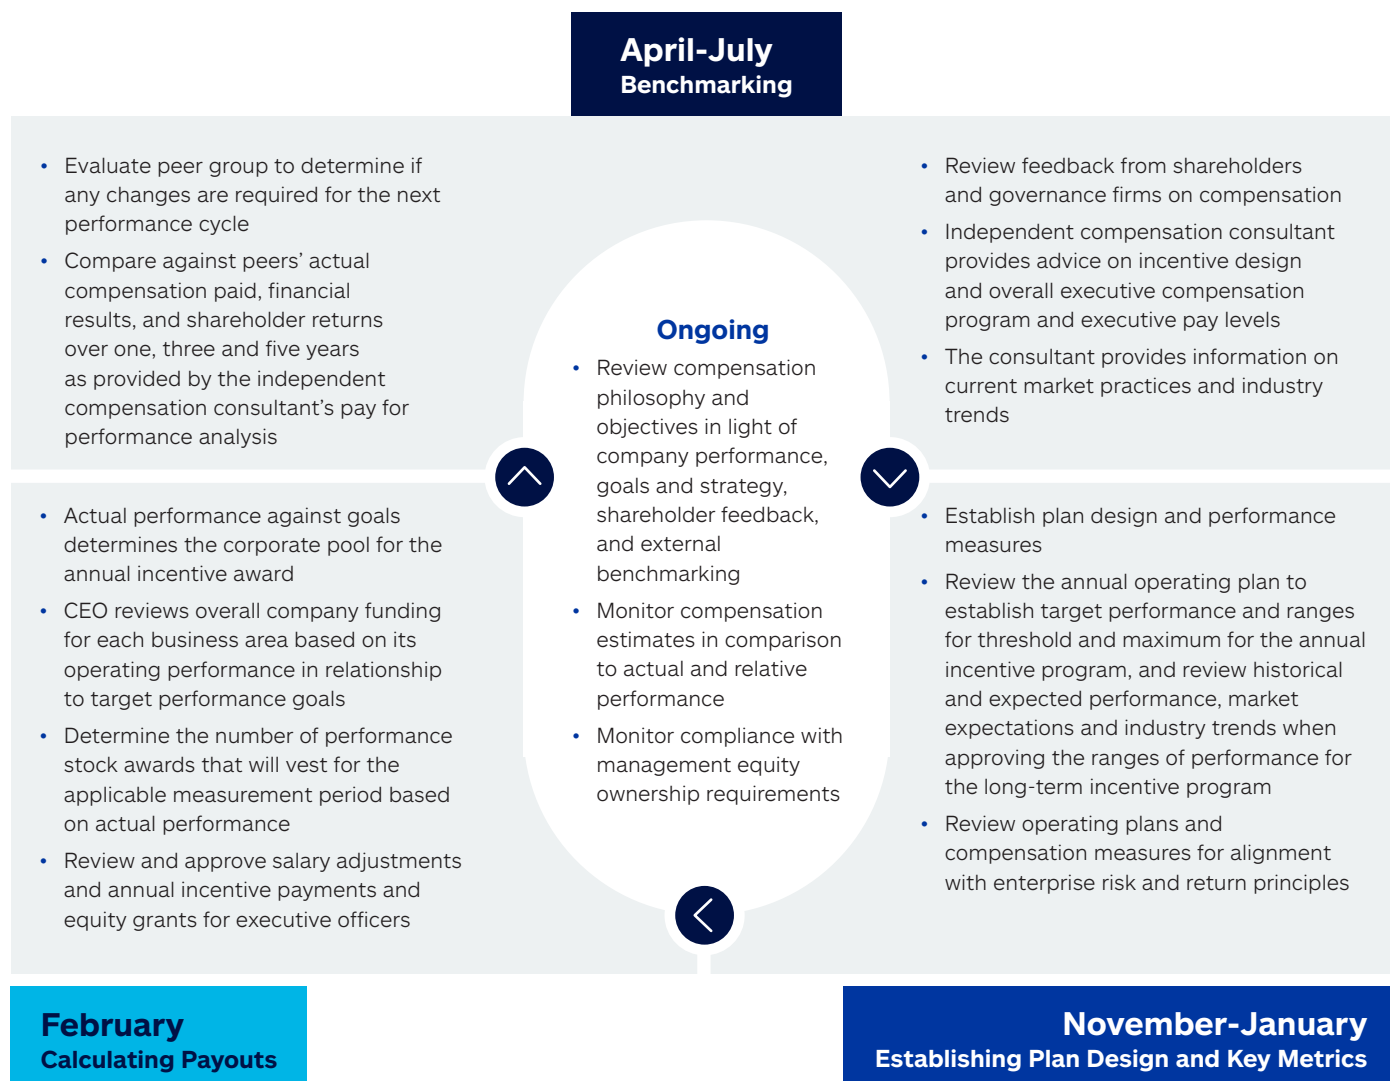 April-July
Benchmarking
• Evaluate peer group to determine if
any changes are required for the next
performance cycle
• Compare against peers’ actual
compensation paid, financial
results, and shareholder returns
over one, three and five years
as provided by the independent
compensation consultant’s pay for
performance analysis
• Review feedback from shareholders
and governance firms on compensation
• Independent compensation consultant
provides advice on incentive design
and overall executive compensation
program and executive pay levels
• The consultant provides information on
current market practices and industry
trends
Ongoing
• Review compensation
philosophy and
objectives in light of
company performance,
goals and strategy,
shareholder feedback,
and external
benchmarking
• Monitor compensation
estimates in comparison
to actual and relative
performance
• Monitor compliance with
management equity
ownership requirements
• Actual performance against goals
determines the corporate pool for the
annual incentive award
• CEO reviews overall company funding
for each business area based on its
operating performance in relationship
to target performance goals
• Determine the number of performance
stock awards that will vest for the
applicable measurement period based
on actual performance
• Review and approve salary adjustments
and annual incentive payments and
equity grants for executive officers
• Establish plan design and performance
measures
• Review the annual operating plan to
establish target performance and ranges
for threshold and maximum for the annual
incentive program, and review historical
and expected performance, market
expectations and industry trends when
approving the ranges of performance for
the long-term incentive program
• Review operating plans and
compensation measures for alignment
with enterprise risk and return principles
February
Calculating Payouts
November-January
Establishing Plan Design and Key Metrics